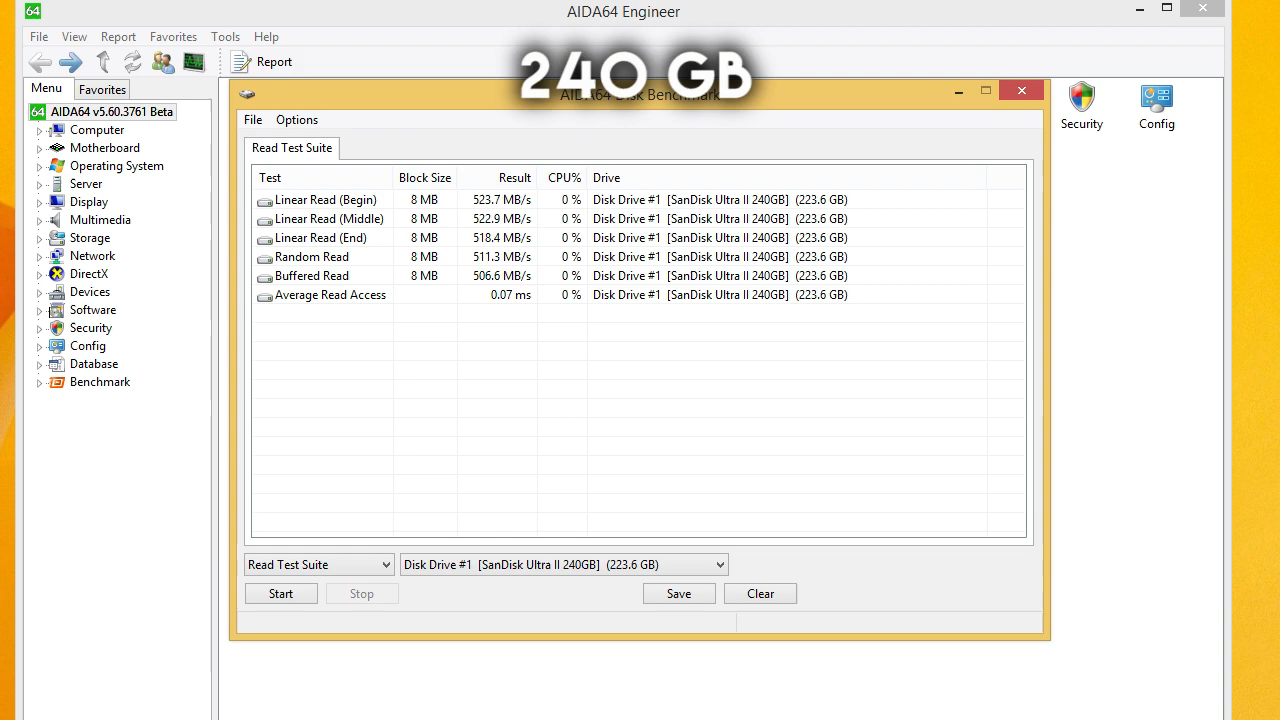 64 AIDA64 Engineer
File View Report Favorites Tools Help
240 GB
Report
Menu Favorites
AIDA64 Disk Benchmark
64 AIDA64 v5.60.3761 Beta
Computer
Motherboard
Operating System
Server
Display
Multimedia
Storage
Network
DirectX
Devices
Software
Security
Config
Database
Benchmark
File Options
Security Config
Read Test Suite
Test Block Size Result CPU% Drive
Linear Read (Begin) 8 MB 523.7 MB/s 0 % Disk Drive #1 [SanDisk Ultra II 240GB] (223.6 GB)
Linear Read (Middle) 8 MB 522.9 MB/s 0 % Disk Drive #1 [SanDisk Ultra II 240GB] (223.6 GB)
Linear Read (End) 8 MB 518.4 MB/s 0 % Disk Drive #1 [SanDisk Ultra II 240GB] (223.6 GB)
Random Read 8 MB 511.3 MB/s 0 % Disk Drive #1 [SanDisk Ultra II 240GB] (223.6 GB)
Buffered Read 8 MB 506.6 MB/s 0 % Disk Drive #1 [SanDisk Ultra II 240GB] (223.6 GB)
Average Read Access 0.07 ms 0 % Disk Drive #1 [SanDisk Ultra II 240GB] (223.6 GB)
Read Test Suite Disk Drive #1 [SanDisk Ultra II 240GB] (223.6 GB)
Start Stop Save Clear